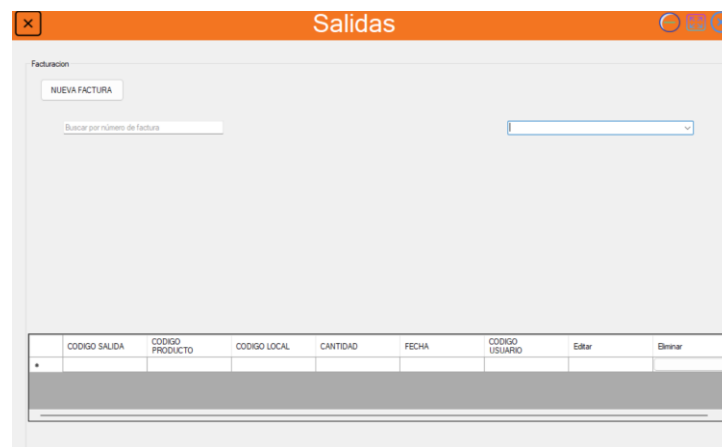 Salidas
Facturacion
NUEVA FACTURA
Buscar por número de factura
CODIGO SALIDA
CODIGO
PRODUCTO
CODIGO LOCAL
CANTIDAD
FECHA
CODIGO
USUARIO
Editar
Eliminar